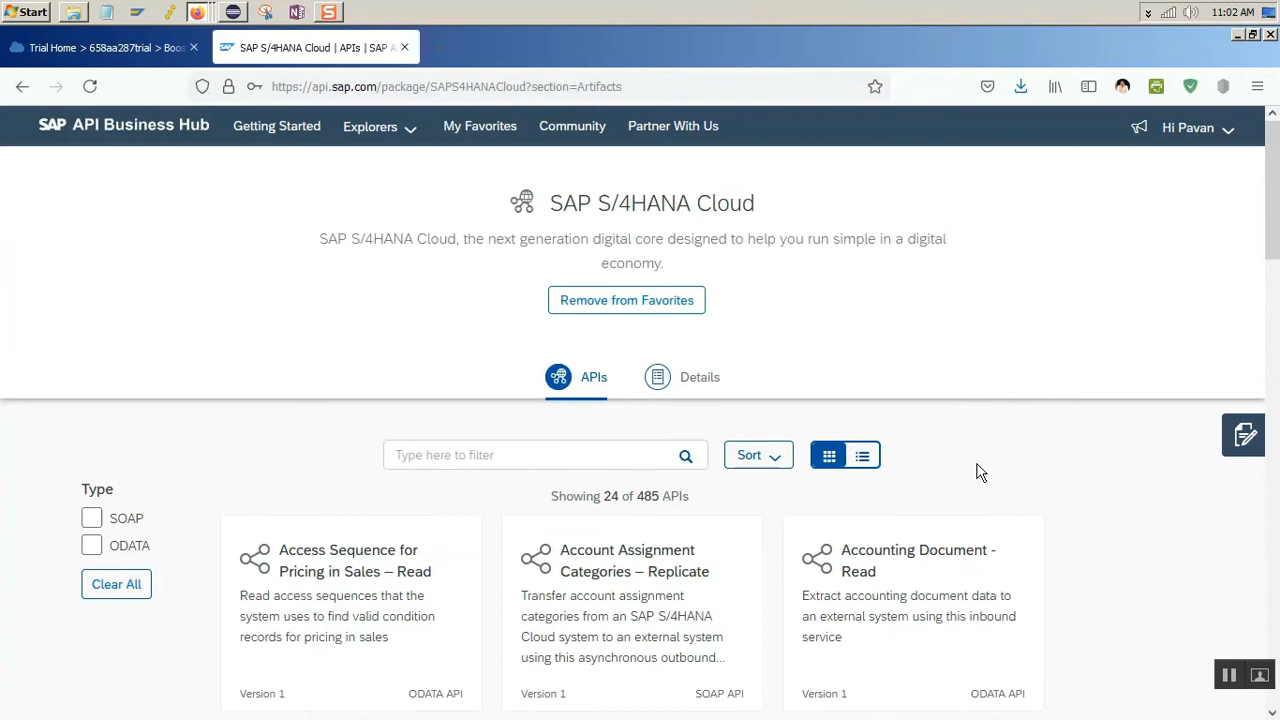 Start
11:02 AM
Trial Home > 658aa287trial > Boos
SAP S/4HANA Cloud | APIs | SAP A
https://api.sap.com/package/SAPS4HANACloud?section=Artifacts
SAP API Business Hub
Getting Started
Explorers
My Favorites
Community
Partner With Us
Hi Pavan
SAP S/4HANA Cloud
SAP S/4HANA Cloud, the next generation digital core designed to help you run simple in a digital
economy.
Remove from Favorites
APIs
Details
Type here to filter
Sort
Showing 24 of 485 APIs
Type
SOAP
ODATA
Clear All
Access Sequence for
Pricing in Sales – Read
Read access sequences that the
system uses to find valid condition
records for pricing in sales
Version 1
ODATA API
Account Assignment
Categories – Replicate
Transfer account assignment
categories from an SAP S/4HANA
Cloud system to an external system
using this asynchronous outbound...
Version 1
SOAP API
Accounting Document -
Read
Extract accounting document data to
an external system using this inbound
service
Version 1
ODATA API